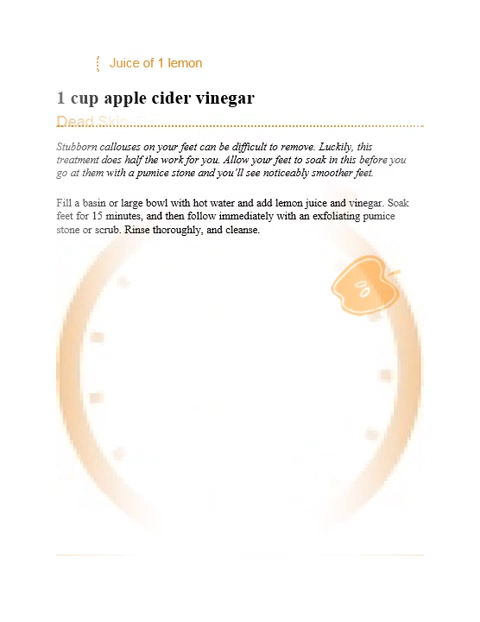 Juice of 1 lemon
1 cup apple cider vinegar
Dead Skin
Stubborn callouses on your feet can be difficult to remove. Luckily, this
treatment does half the work for you. Allow your feet to soak in this before you
go at them with a pumice stone and you'll see noticeably smoother feet.
Fill a basin or large bowl with hot water and add lemon juice and vinegar. Soak
feet for 15 minutes, and then follow immediately with an exfoliating pumice
stone or scrub. Rinse thoroughly, and cleanse.